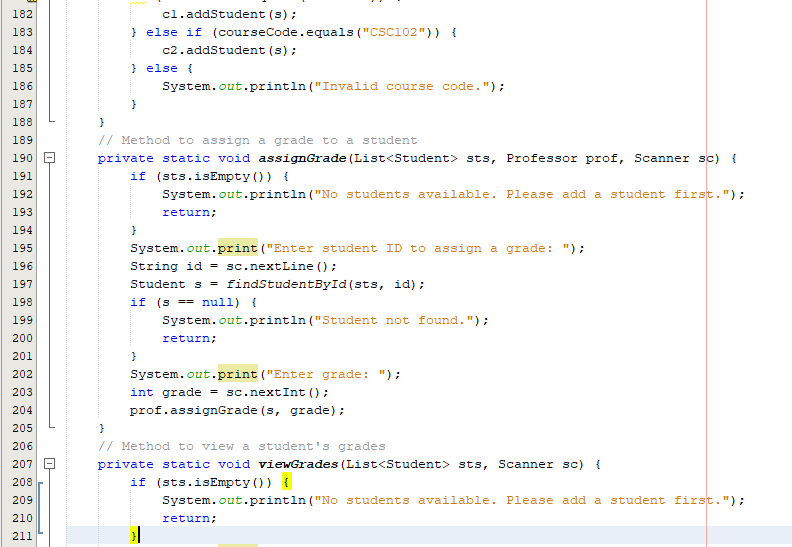 182 c1.addStudent(s);
183 } else if (courseCode.equals("CSC102")) {
184 c2.addStudent(s);
185 } else {
186 System.out.println("Invalid course code.");
187 }
188 }
189 // Method to assign a grade to a student
190 private static void assignGrade(List<Student> sts, Professor prof, Scanner sc) {
191 if (sts.isEmpty()) {
192 System.out.println("No students available. Please add a student first.");
193 return;
194 }
195 System.out.print("Enter student ID to assign a grade: ");
196 String id = sc.nextLine();
197 Student s = findStudentById(sts, id);
198 if (s == null) {
199 System.out.println("Student not found.");
200 return;
201 }
202 System.out.print("Enter grade: ");
203 int grade = sc.nextInt();
204 prof.assignGrade(s, grade);
205 }
206 // Method to view a student's grades
207 private static void viewGrades(List<Student> sts, Scanner sc) {
208 if (sts.isEmpty()) {
209 System.out.println("No students available. Please add a student first.");
210 return;
211 }